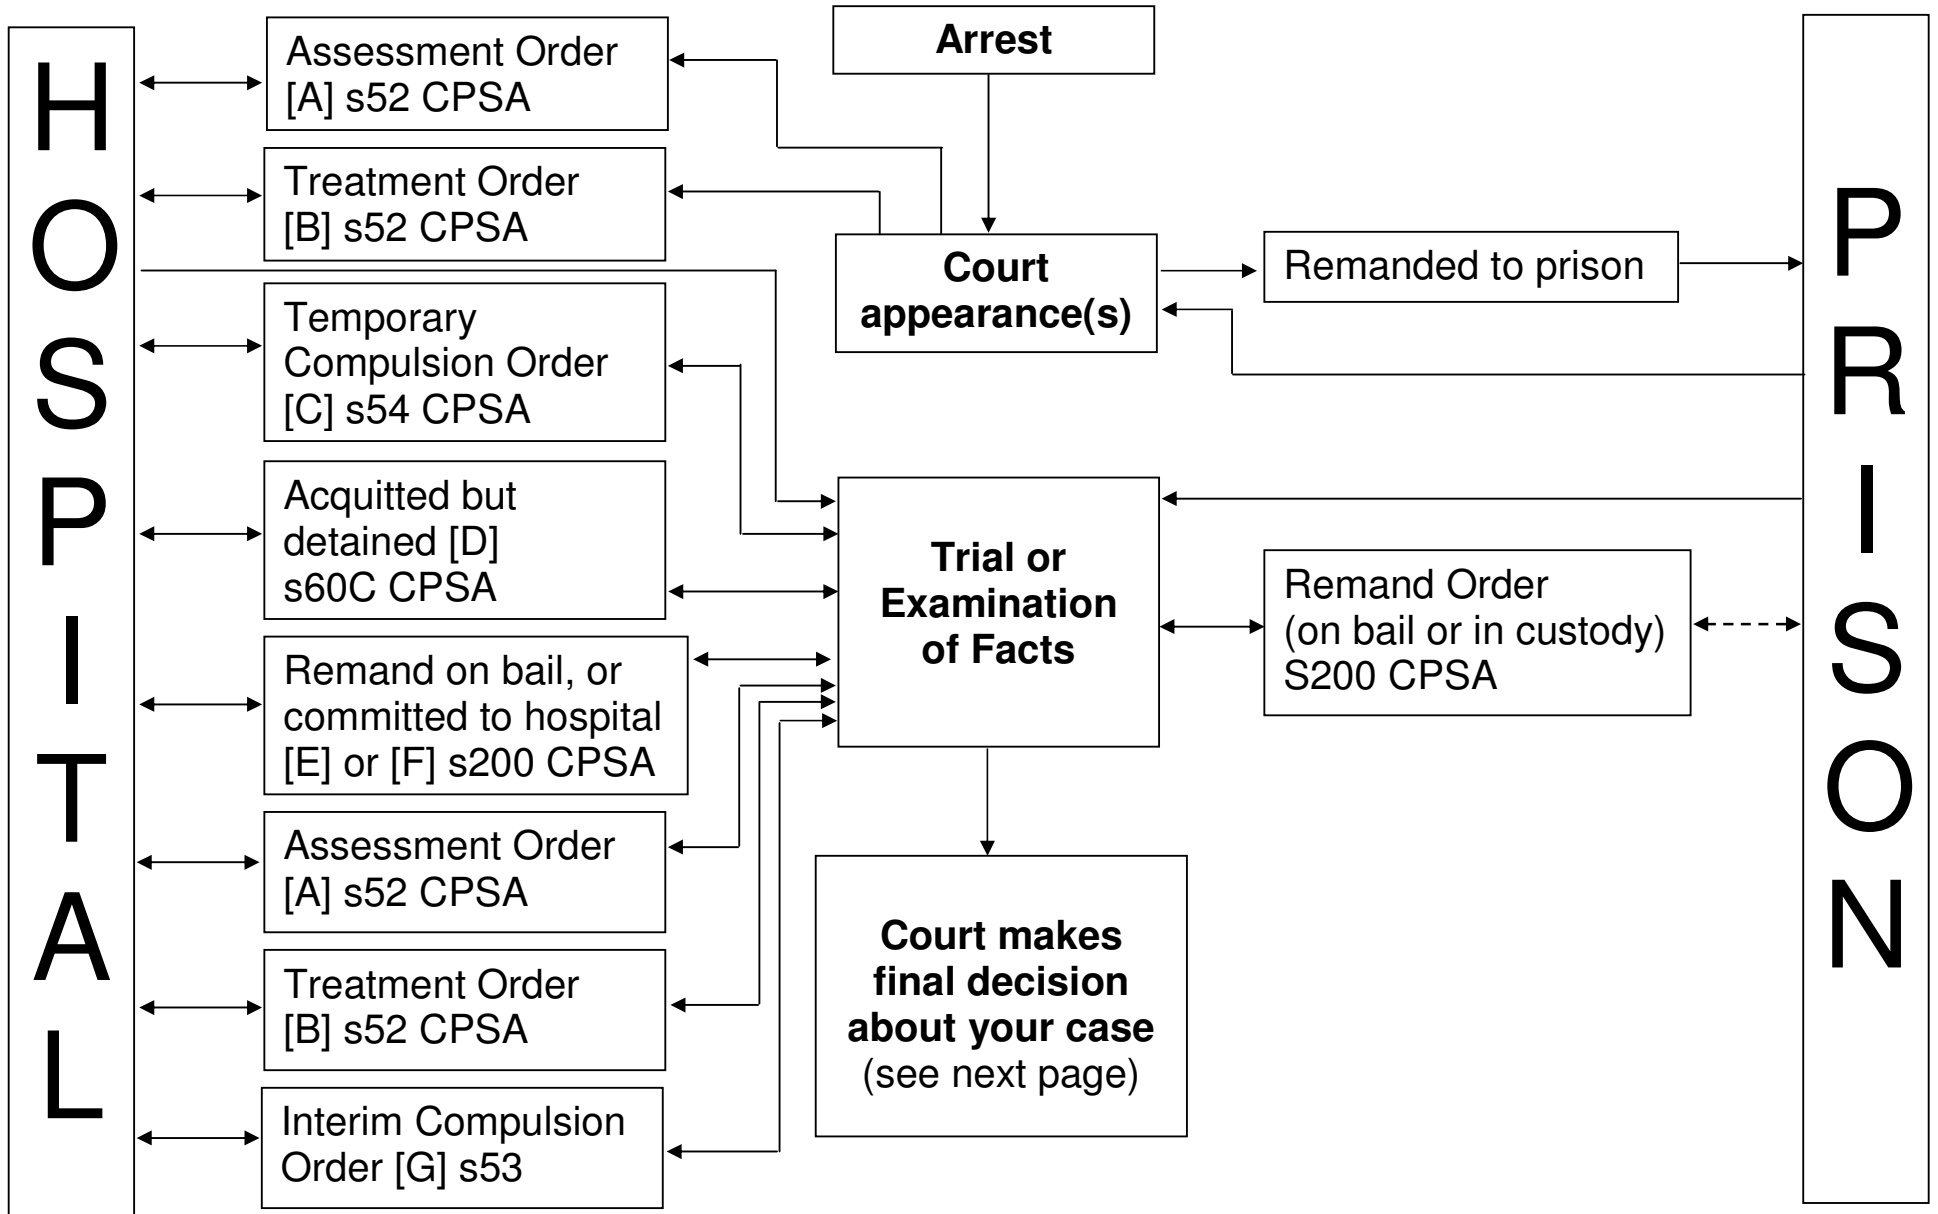 HOSPITAL
Assessment Order
[A] s52 CPSA
Treatment Order
[B] s52 CPSA
Temporary
Compulsion Order
[C] s54 CPSA
Acquitted but
detained [D]
s60C CPSA
Remand on bail, or
committed to hospital
[E] or [F] s200 CPSA
Assessment Order
[A] s52 CPSA
Treatment Order
[B] s52 CPSA
Interim Compulsion
Order [G] s53
Arrest
Court
appearance(s)
Trial or
Examination
of Facts
Court makes
final decision
about your case
(see next page)
Remanded to prison
Remand Order
(on bail or in custody)
S200 CPSA
PRISON